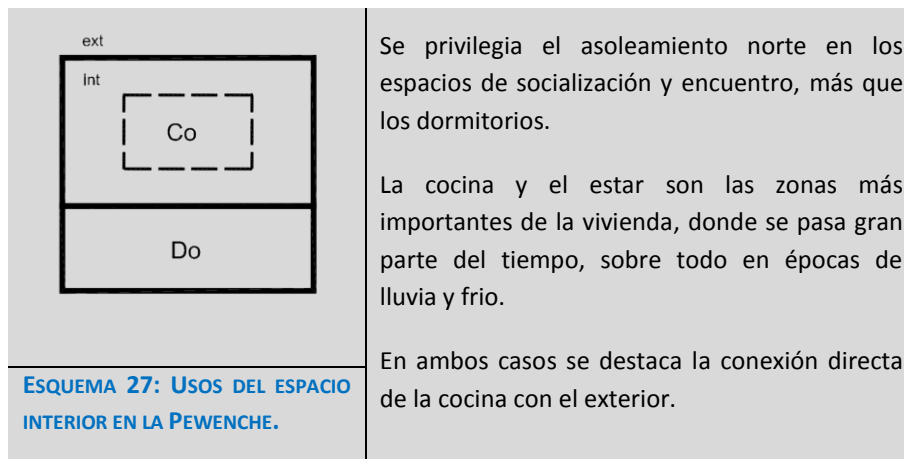 ext
Int
Co
Do
ESQUEMA 27: USOS DEL ESPACIO
INTERIOR EN LA PEWENCHE.
Se privilegia el asoleamiento norte en los
espacios de socialización y encuentro, más que
los dormitorios.
La cocina y el estar son las zonas más
importantes de la vivienda, donde se pasa gran
parte del tiempo, sobre todo en épocas de
lluvia y frio.
En ambos casos se destaca la conexión directa
de la cocina con el exterior.